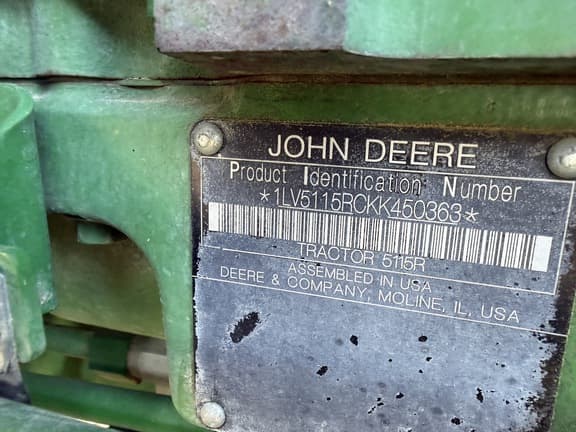 JOHN DEERE
Product Identification Number
*1LV5115RCKK450363*
TRACTOR 5115R
ASSEMBLED IN USA
DEERE & COMPANY, MOLINE, IL, USA